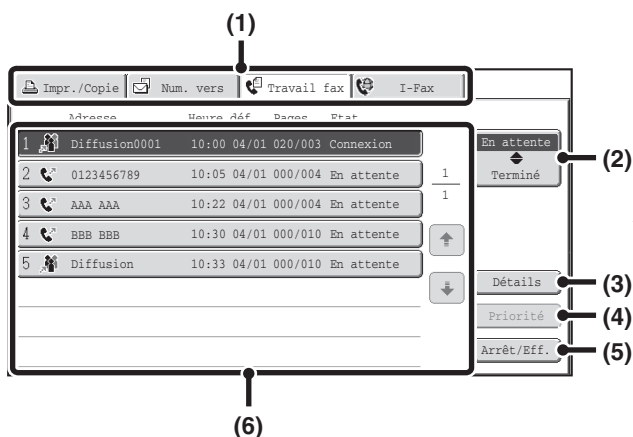 (1)
Impr./Copie Num. vers Travail fax I-Fax
Adresse Heure déf. Pages Etat
1 Diffusion0001 10:00 04/01 020/003 Connexion
2 0123456789 10:05 04/01 000/004 En attente
3 AAA AAA 10:22 04/01 000/004 En attente
4 BBB BBB 10:30 04/01 000/010 En attente
5 Diffusion 10:33 04/01 000/010 En attente
1
1
En attente
Terminé
(2)
Détails
(3)
Priorité
(4)
Arrêt/Eff.
(5)
(6)